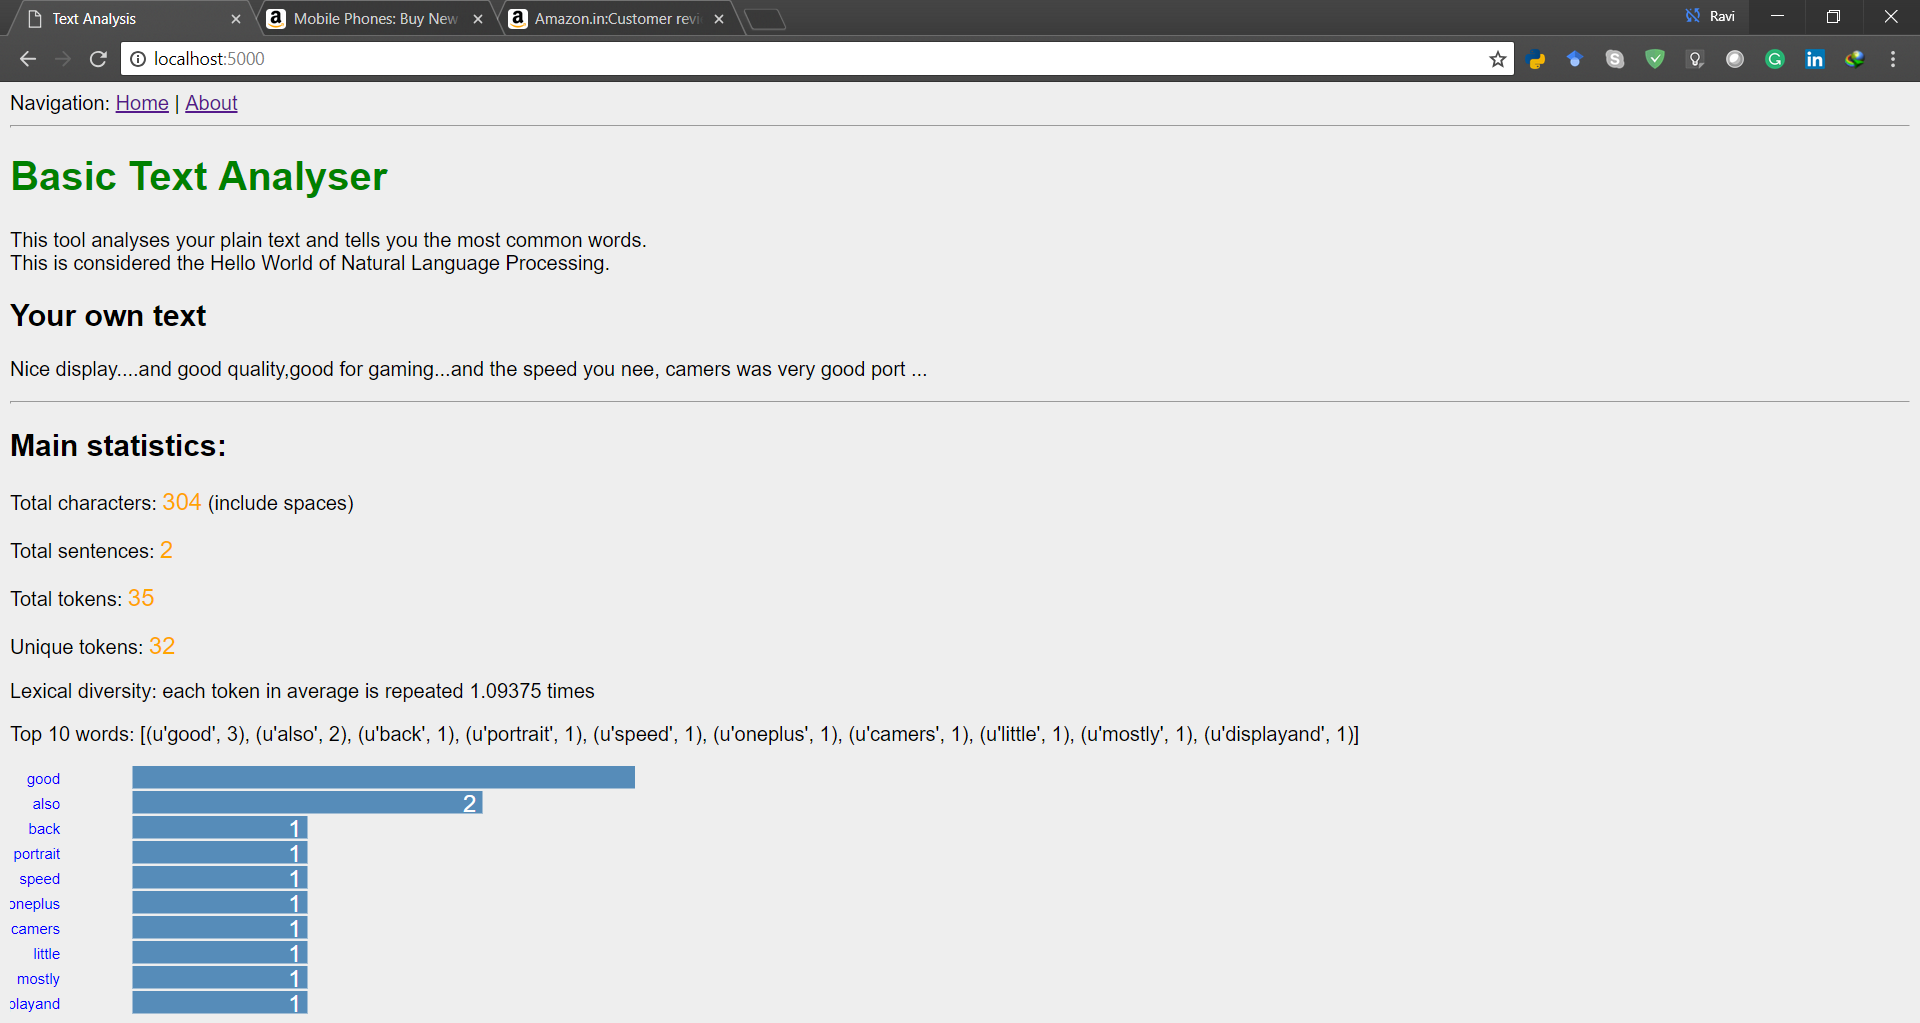 Text Analysis
Mobile Phones: Buy New
Amazon.in:Customer revi
Ravi
localhost:5000
Navigation: Home | About
Basic Text Analyser
This tool analyses your plain text and tells you the most common words.
This is considered the Hello World of Natural Language Processing.
Your own text
Nice display....and good quality,good for gaming...and the speed you nee, camers was very good port ...
Main statistics:
Total characters: 304 (include spaces)
Total sentences: 2
Total tokens: 35
Unique tokens: 32
Lexical diversity: each token in average is repeated 1.09375 times
Top 10 words: [(u'good', 3), (u'also', 2), (u'back', 1), (u'portrait', 1), (u'speed', 1), (u'oneplus', 1), (u'camers', 1), (u'little', 1), (u'mostly', 1), (u'displayand', 1)]
good
also 2
back 1
portrait 1
speed 1
oneplus 1
camers 1
little 1
mostly 1
playand 1